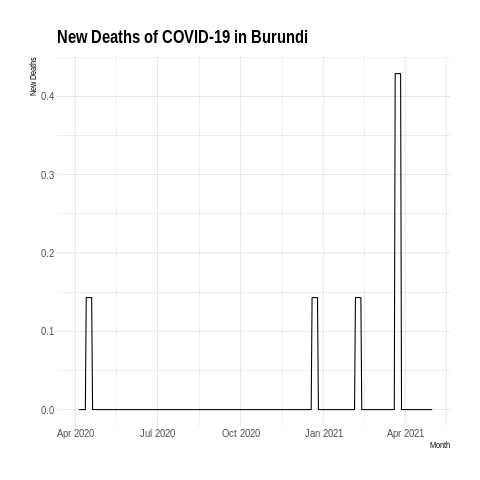 New Deaths of COVID-19 in Burundi
New Deaths
0.4
0.3
0.2
0.1
0.0
Apr 2020 Jul 2020 Oct 2020 Jan 2021 Apr 2021
Month